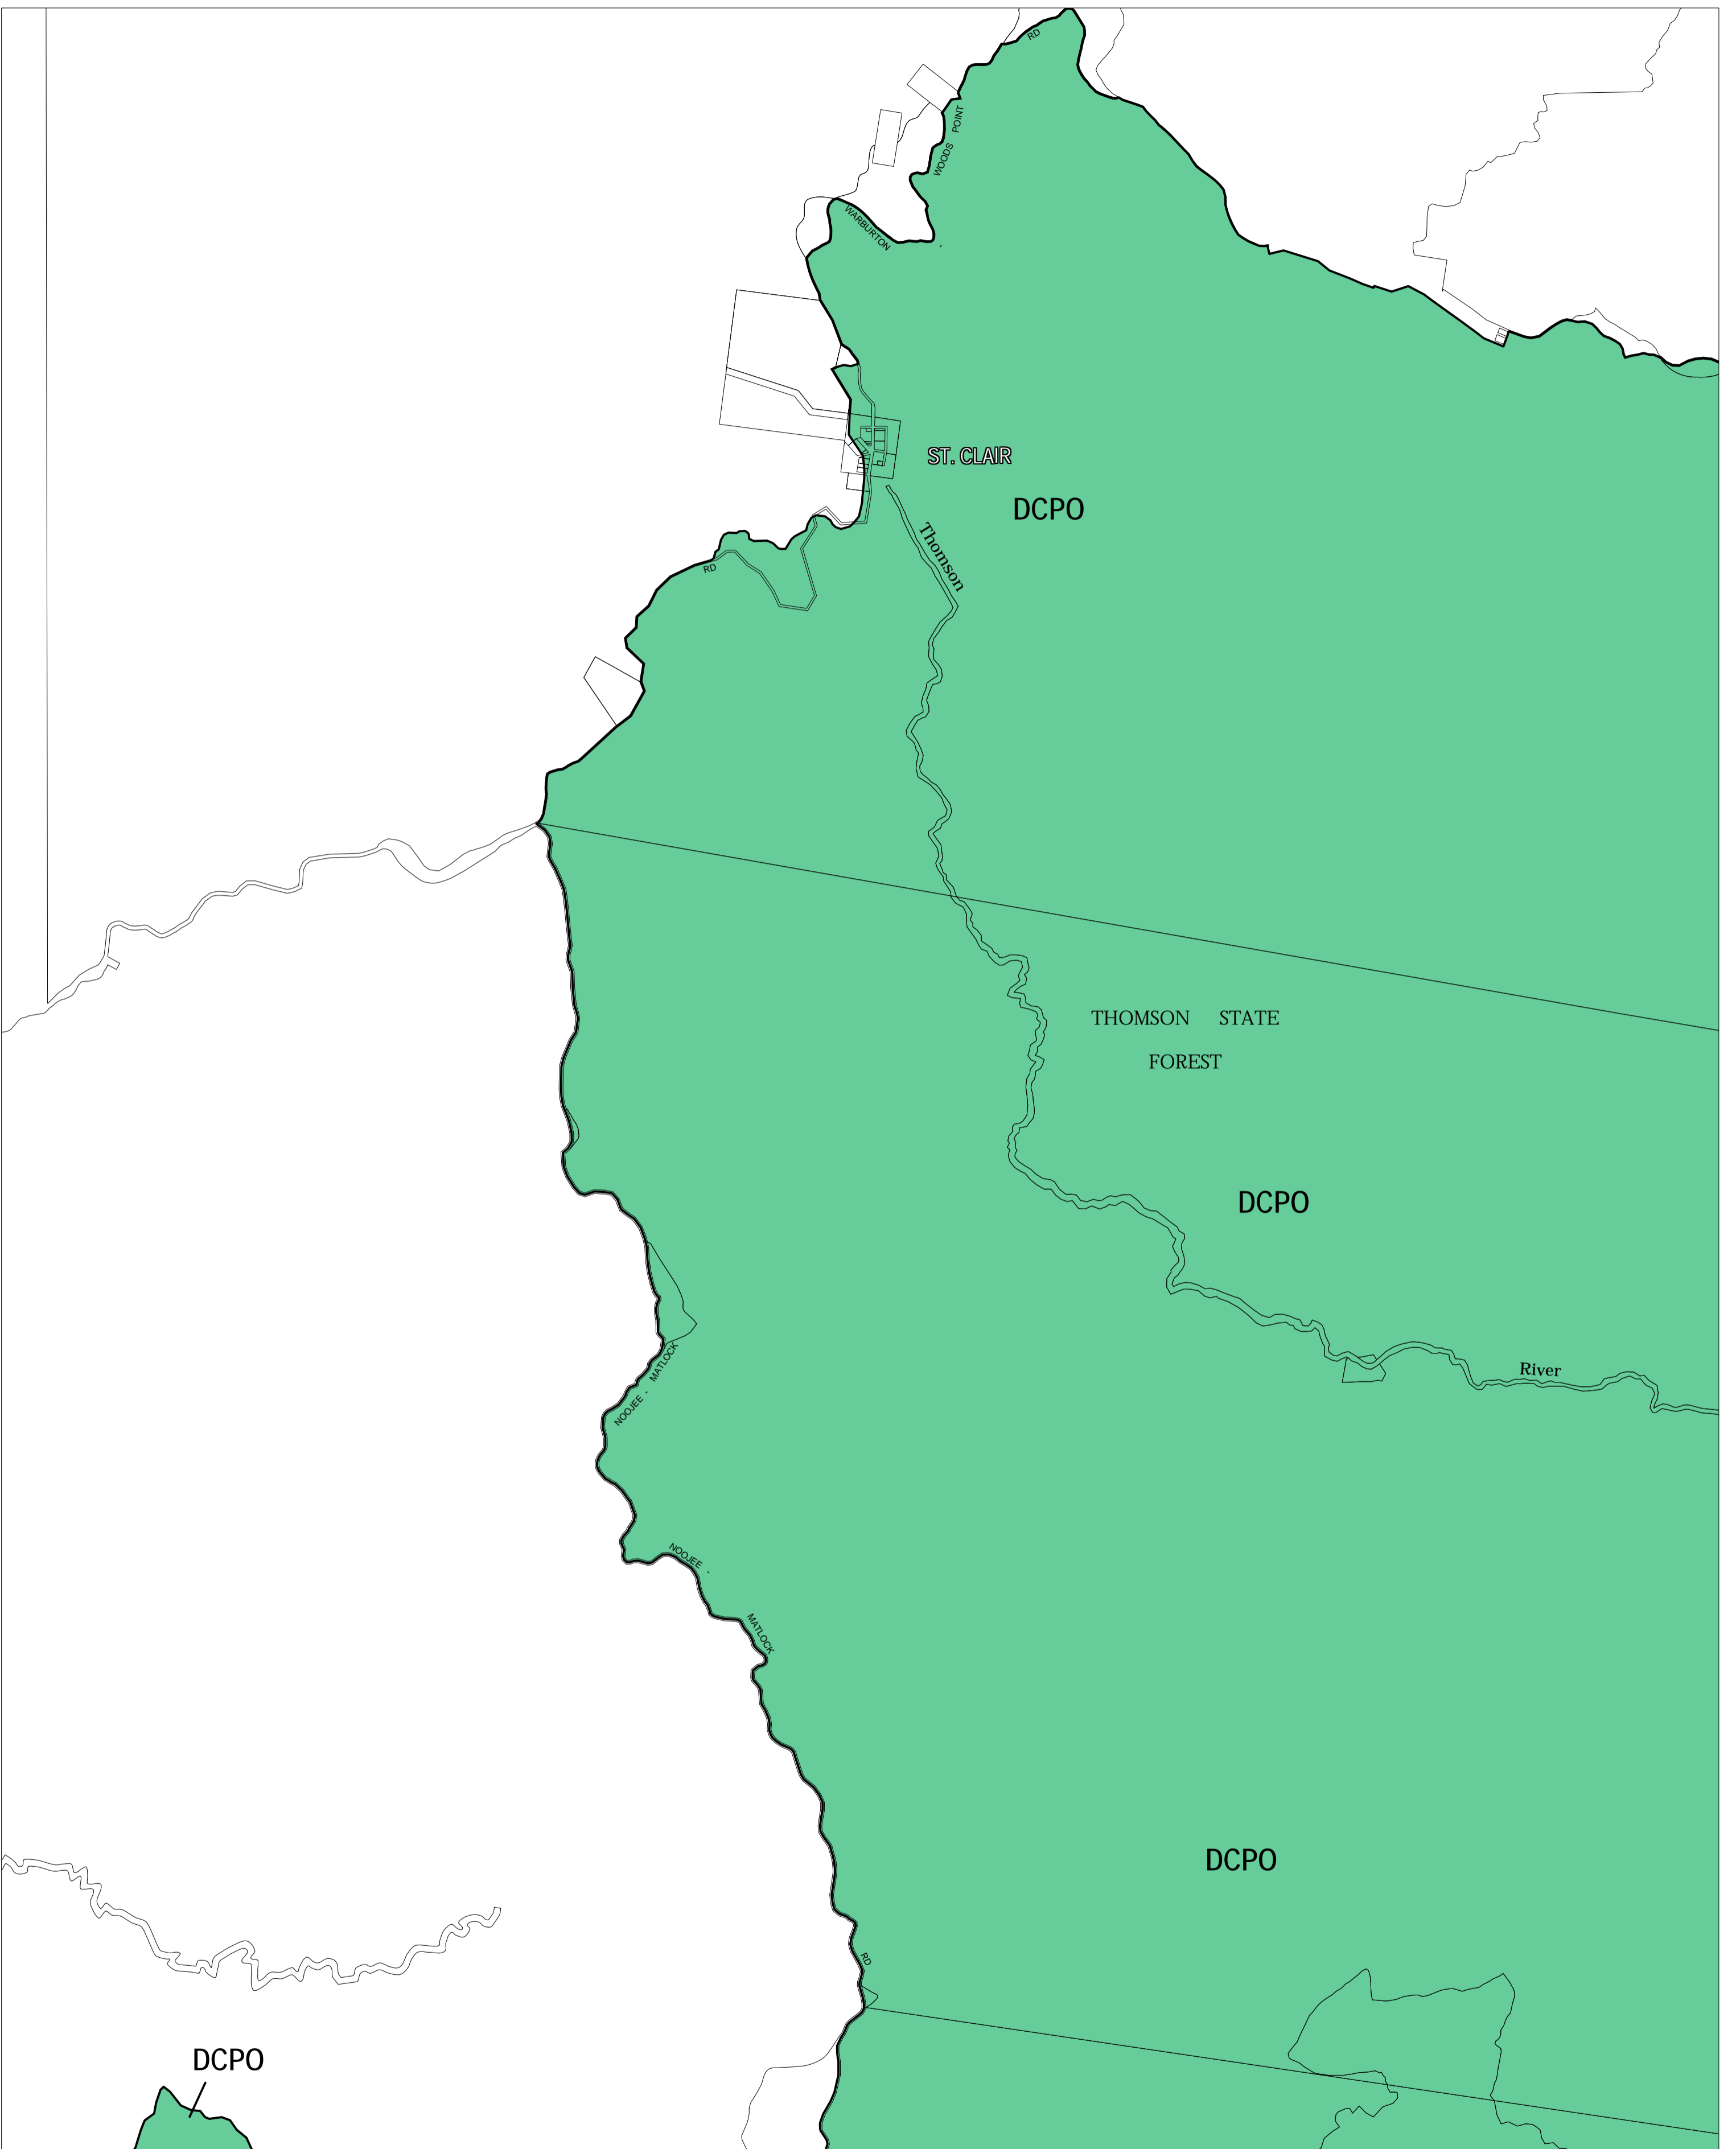 RD
WOODS POINT
WARBURTON -
ST. CLAIR
DCPO
Thomson
RD
THOMSON STATE
FOREST
DCPO
River
NOOJEE - MATLOCK
NOOJEE -
MATLOCK
DCPO
RD
DCPO